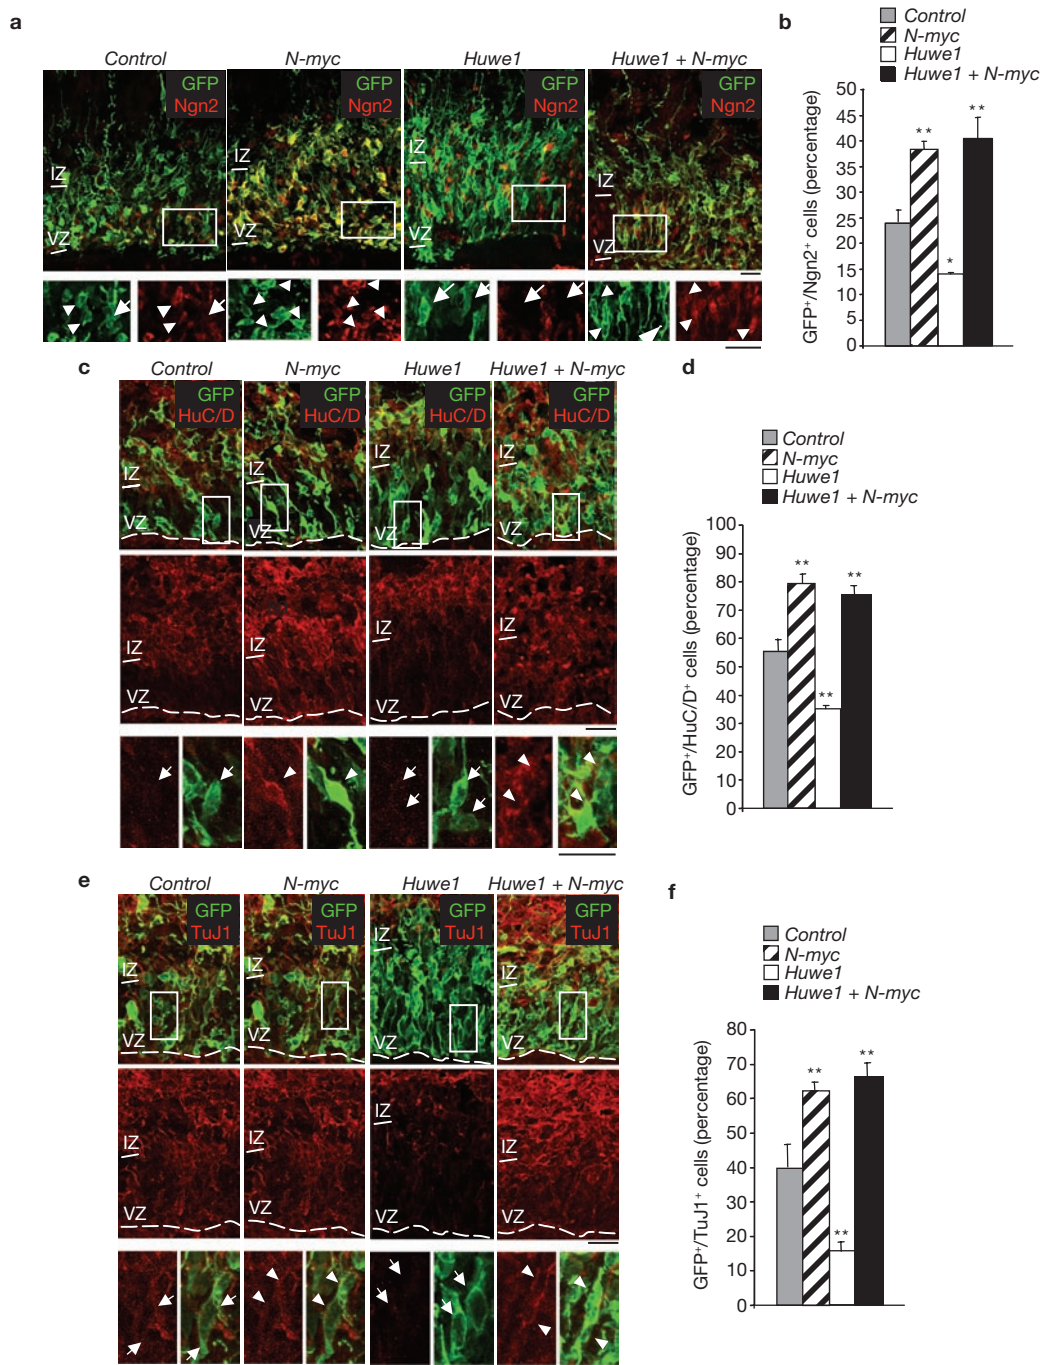 a
Control N-myc Huwe1 Huwe1 + N-myc
GFP GFP GFP GFP
Ngn2 Ngn2 Ngn2 Ngn2
IZ IZ IZ IZ
VZ VZ VZ VZ
b
Control
N-myc
Huwe1
Huwe1 + N-myc
GFP+/Ngn2+ cells (percentage)
50
45
40
35
30
25
20
15
10
5
0
**
*
**
c
Control N-myc Huwe1 Huwe1 + N-myc
GFP GFP GFP GFP
HuC/D HuC/D HuC/D HuC/D
IZ IZ IZ IZ
VZ VZ VZ VZ
IZ IZ IZ IZ
VZ VZ VZ VZ
d
Control
N-myc
Huwe1
Huwe1 + N-myc
GFP+/HuC/D+ cells (percentage)
100
90
80
70
60
50
40
30
20
10
0
**
**
**
e
Control N-myc Huwe1 Huwe1 + N-myc
GFP GFP GFP GFP
TuJ1 TuJ1 TuJ1 TuJ1
IZ IZ IZ IZ
VZ VZ VZ VZ
IZ IZ IZ IZ
VZ VZ VZ VZ
f
Control
N-myc
Huwe1
Huwe1 + N-myc
GFP+/TuJ1+ cells (percentage)
80
70
60
50
40
30
20
10
0
**
**
**